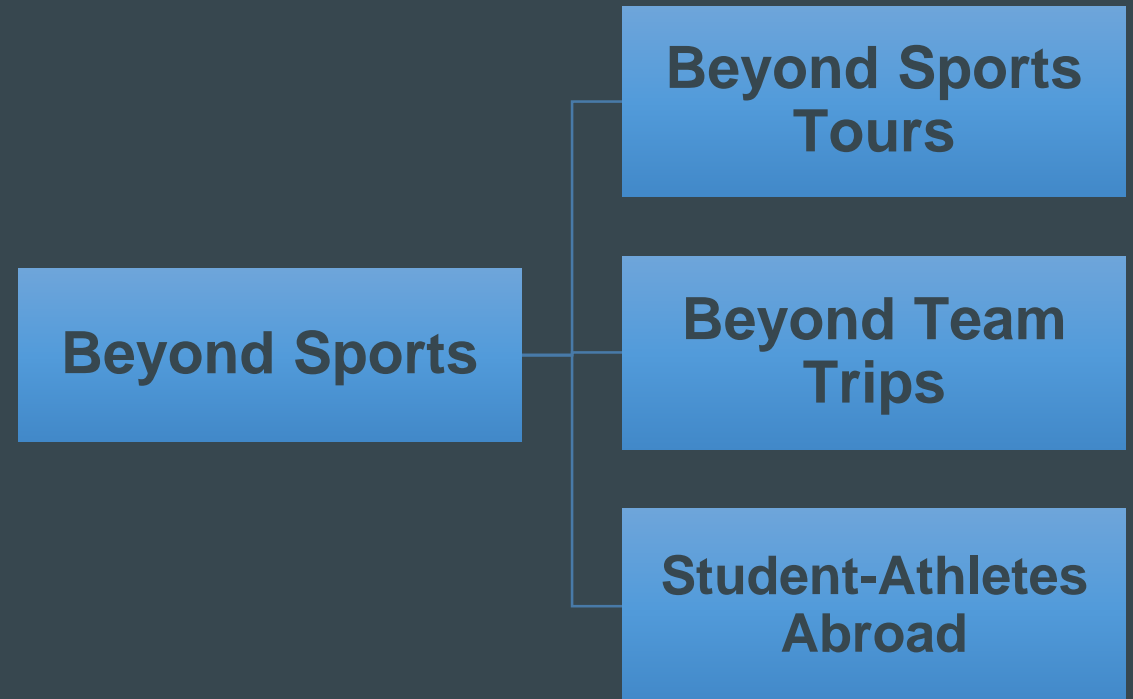 Beyond Sports
Tours
Beyond Sports
Beyond Team
Trips
Student-Athletes
Abroad